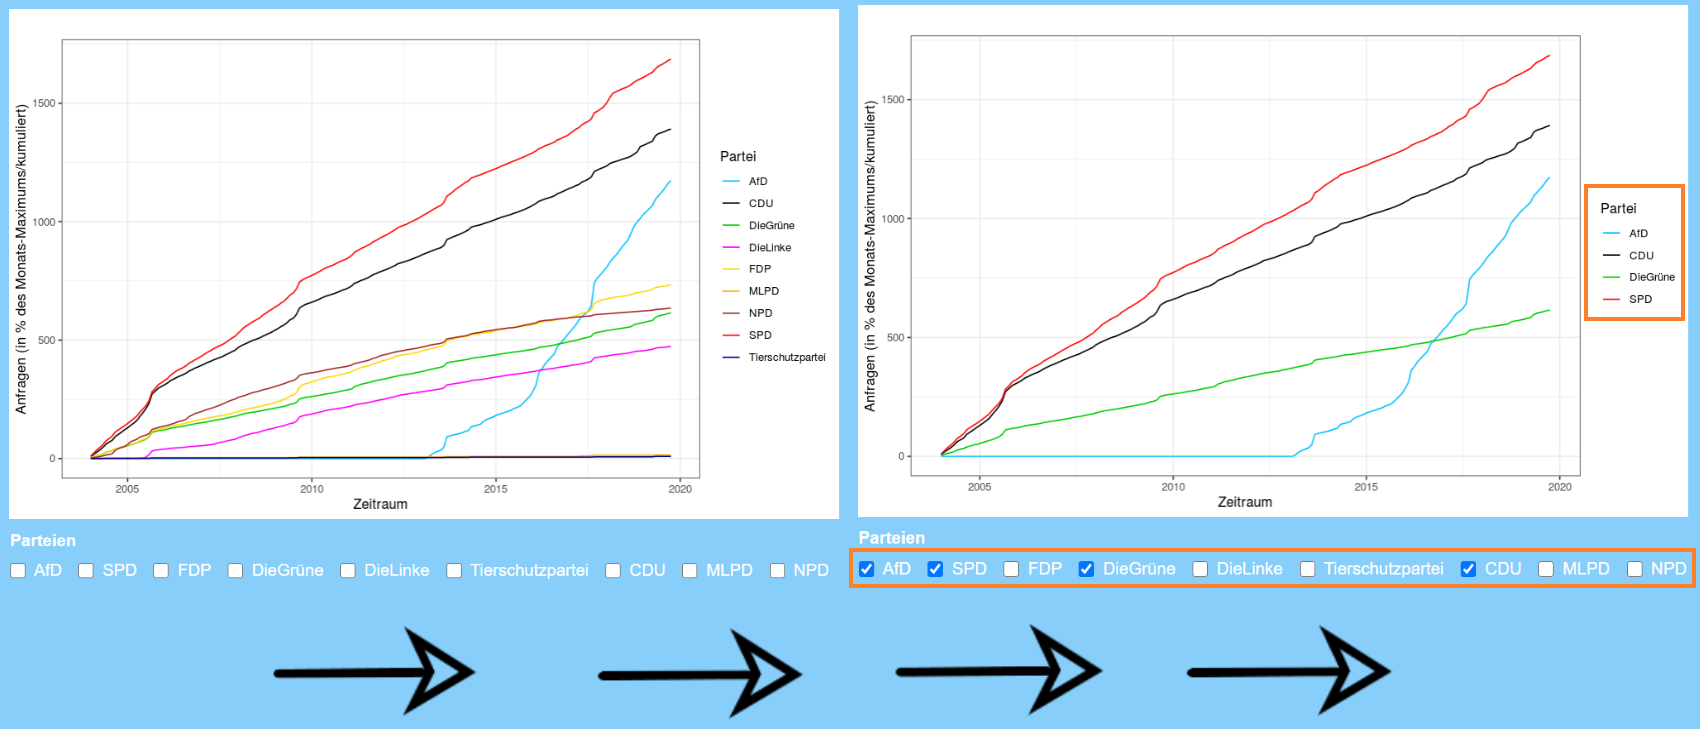 Anfragen (in % des Monats-Maximums/kumuliert)
1500
1000
500
0
2005 2010 2015 2020
Zeitraum
Partei
AfD
CDU
DieGrüne
DieLinke
FDP
MLPD
NPD
SPD
Tierschutzpartei
Parteien
AfD SPD FDP DieGrüne DieLinke Tierschutzpartei CDU MLPD NPD
Anfragen (in % des Monats-Maximums/kumuliert)
1500
1000
500
0
2005 2010 2015 2020
Zeitraum
Partei
AfD
CDU
DieGrüne
SPD
Parteien
AfD SPD FDP DieGrüne DieLinke Tierschutzpartei CDU MLPD NPD